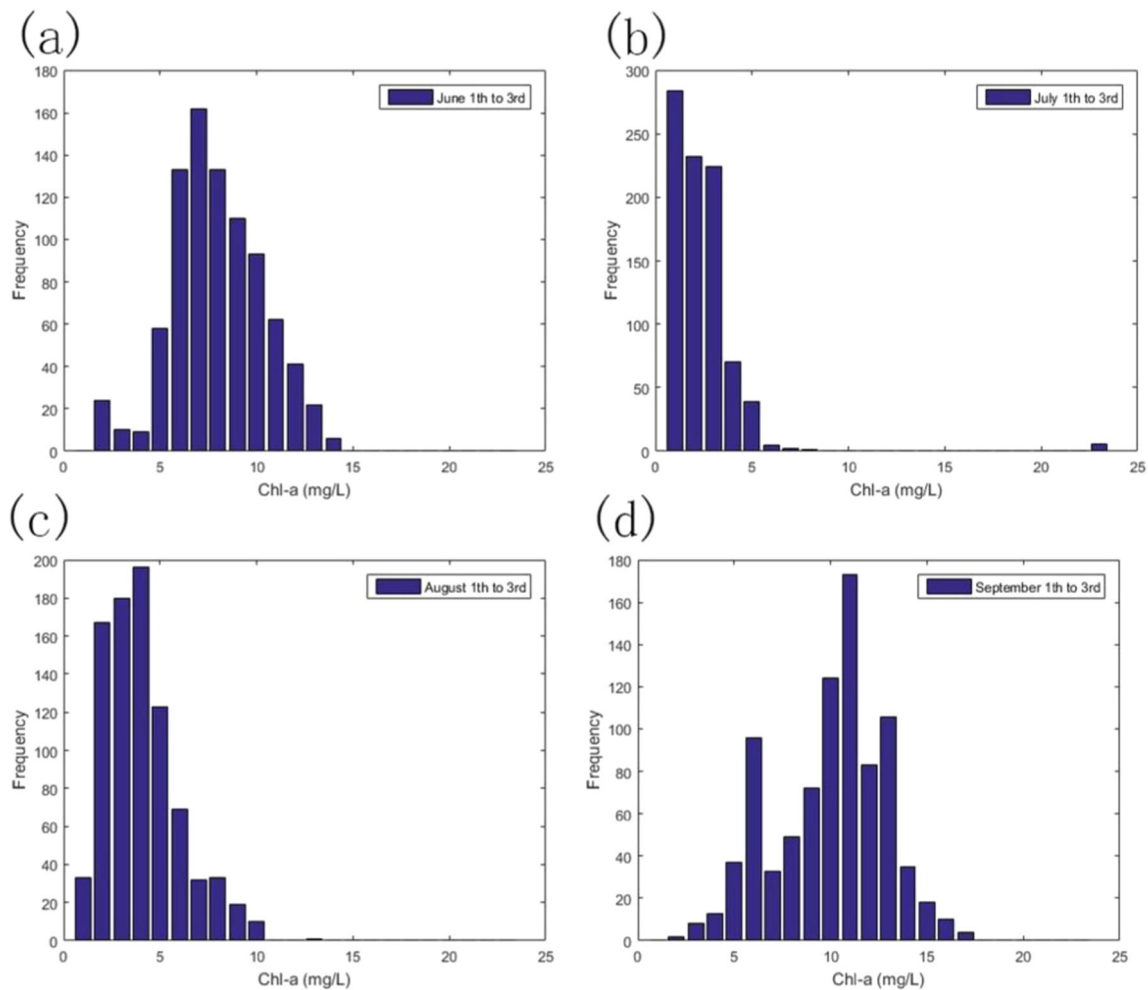 (a)
180
160
140
120
100
80
60
40
20
0
Frequency
June 1th to 3rd
0 5 10 15 20 25
Chl-a (mg/L)
(b)
300
250
200
150
100
50
0
Frequency
July 1th to 3rd
0 5 10 15 20 25
Chl-a (mg/L)
(c)
200
180
160
140
120
100
80
60
40
20
0
Frequency
August 1th to 3rd
0 5 10 15 20 25
Chl-a (mg/L)
(d)
180
160
140
120
100
80
60
40
20
0
Frequency
September 1th to 3rd
0 5 10 15 20 25
Chl-a (mg/L)